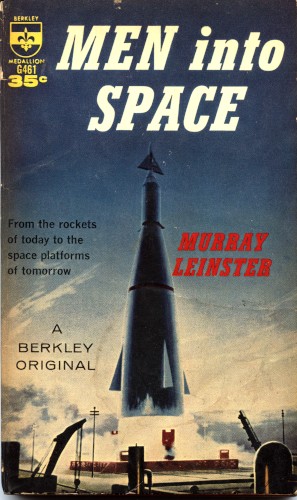 BERKLEY
MEDALLION
G461
35c
MEN into
SPACE
From the rockets
of today to the
space platforms
of tomorrow
MURRAY
LEINSTER
A
BERKLEY
ORIGINAL